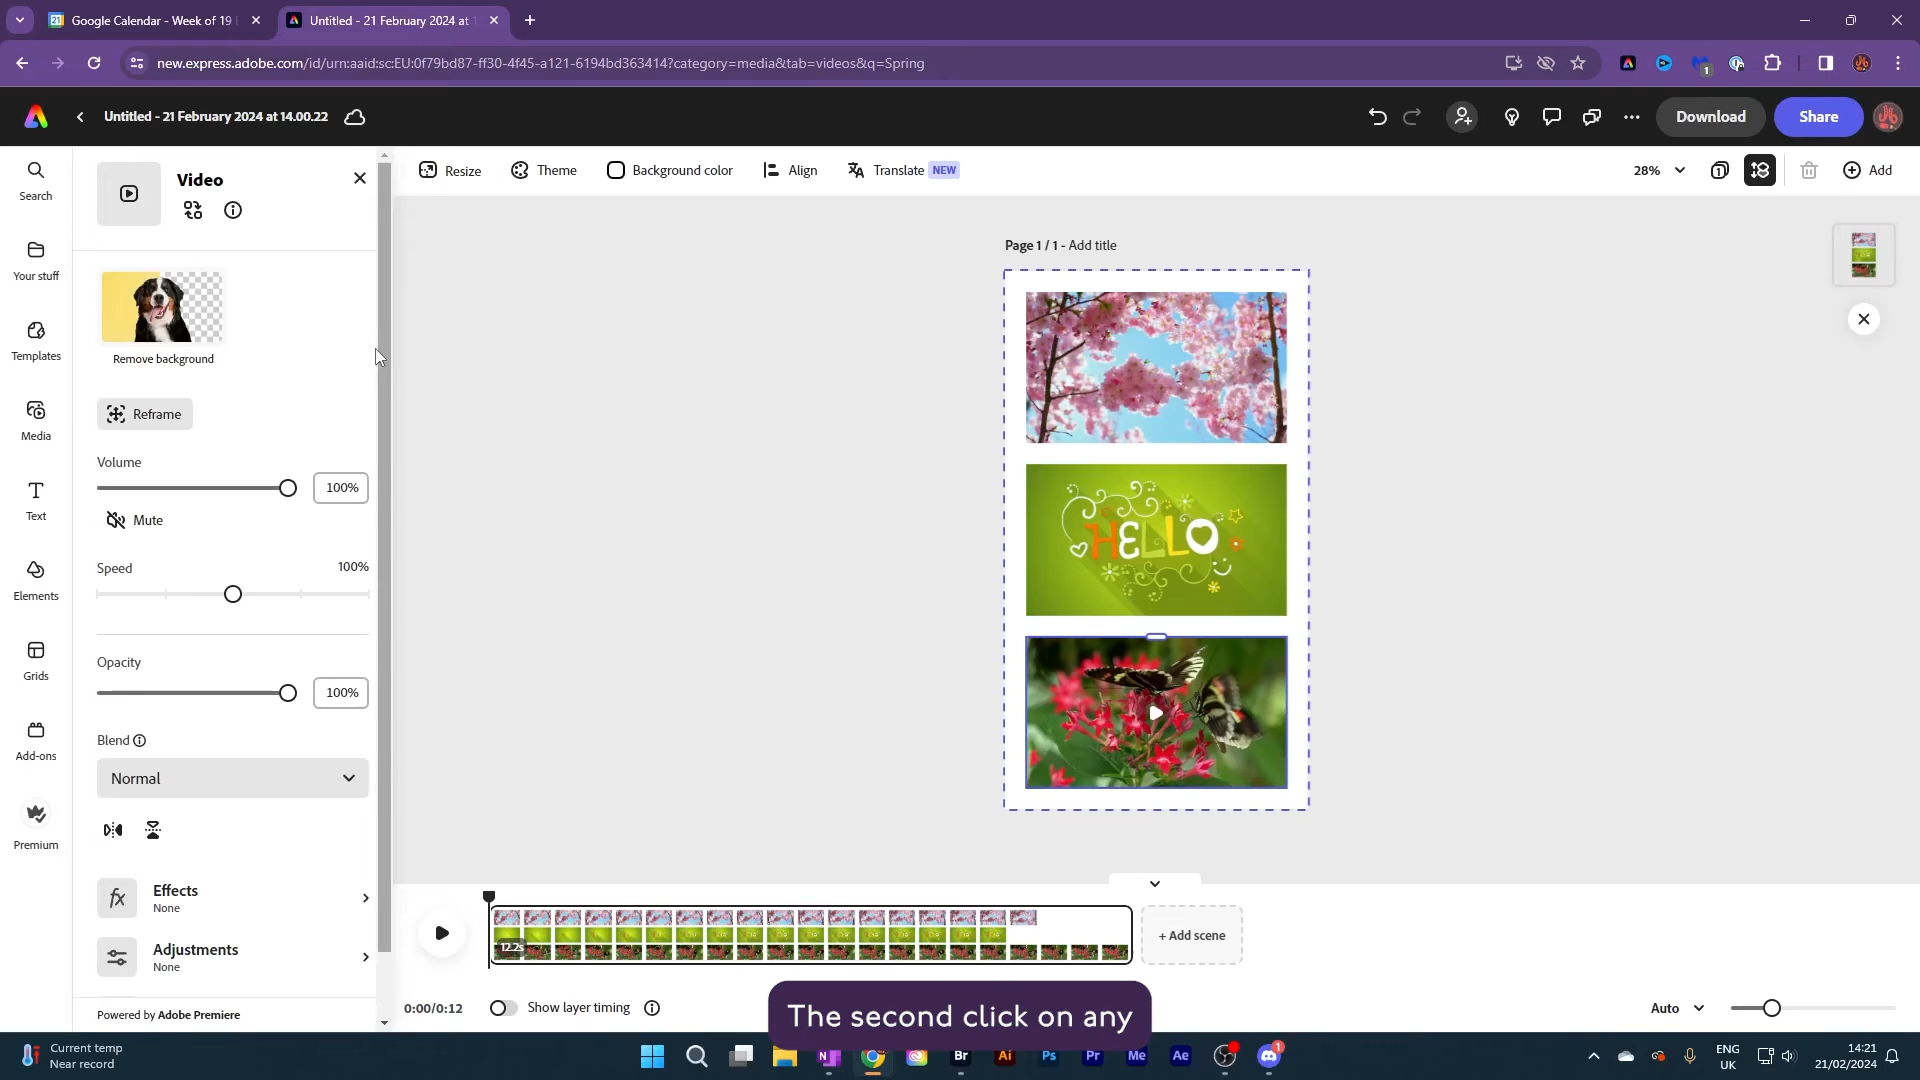 Google Calendar - Week of 19
Untitled - 21 February 2024 at
new.express.adobe.com/id/urn:aaid:sc:EU:0f79bd87-ff30-4f45-a121-6194bd363414?category=media&tab=videos&q=Spring
Untitled - 21 February 2024 at 14.00.22
Download
Share
Search
Your stuff
Templates
Media
Text
Elements
Grids
Add-ons
Premium
Video
Remove background
Reframe
Volume
100%
Mute
Speed
100%
Opacity
100%
Blend
Normal
Effects
None
Adjustments
None
Powered by Adobe Premiere
Resize
Theme
Background color
Align
Translate NEW
28%
Add
Page 1 / 1 - Add title
HELLO
12.2s
+ Add scene
0:00/0:12
Show layer timing
Auto
The second click on any
Current temp
Near record
ENG
UK
14:21
21/02/2024